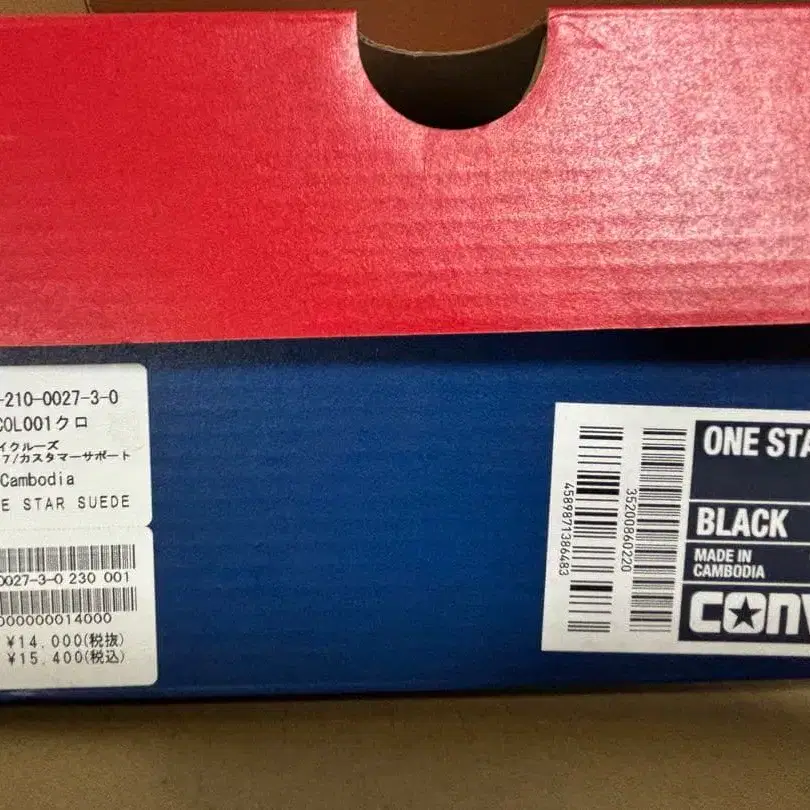 -210-0027-3-0
COL001クロ
イクルーズ
7/カスタマーサポート
Cambodia
E STAR SUEDE
0027-3-0 230 001
000000014000
¥14,000(税抜)
¥15,400(税込)
4589871386483
35200860220
ONE STA
BLACK
MADE IN
CAMBODIA
CONV